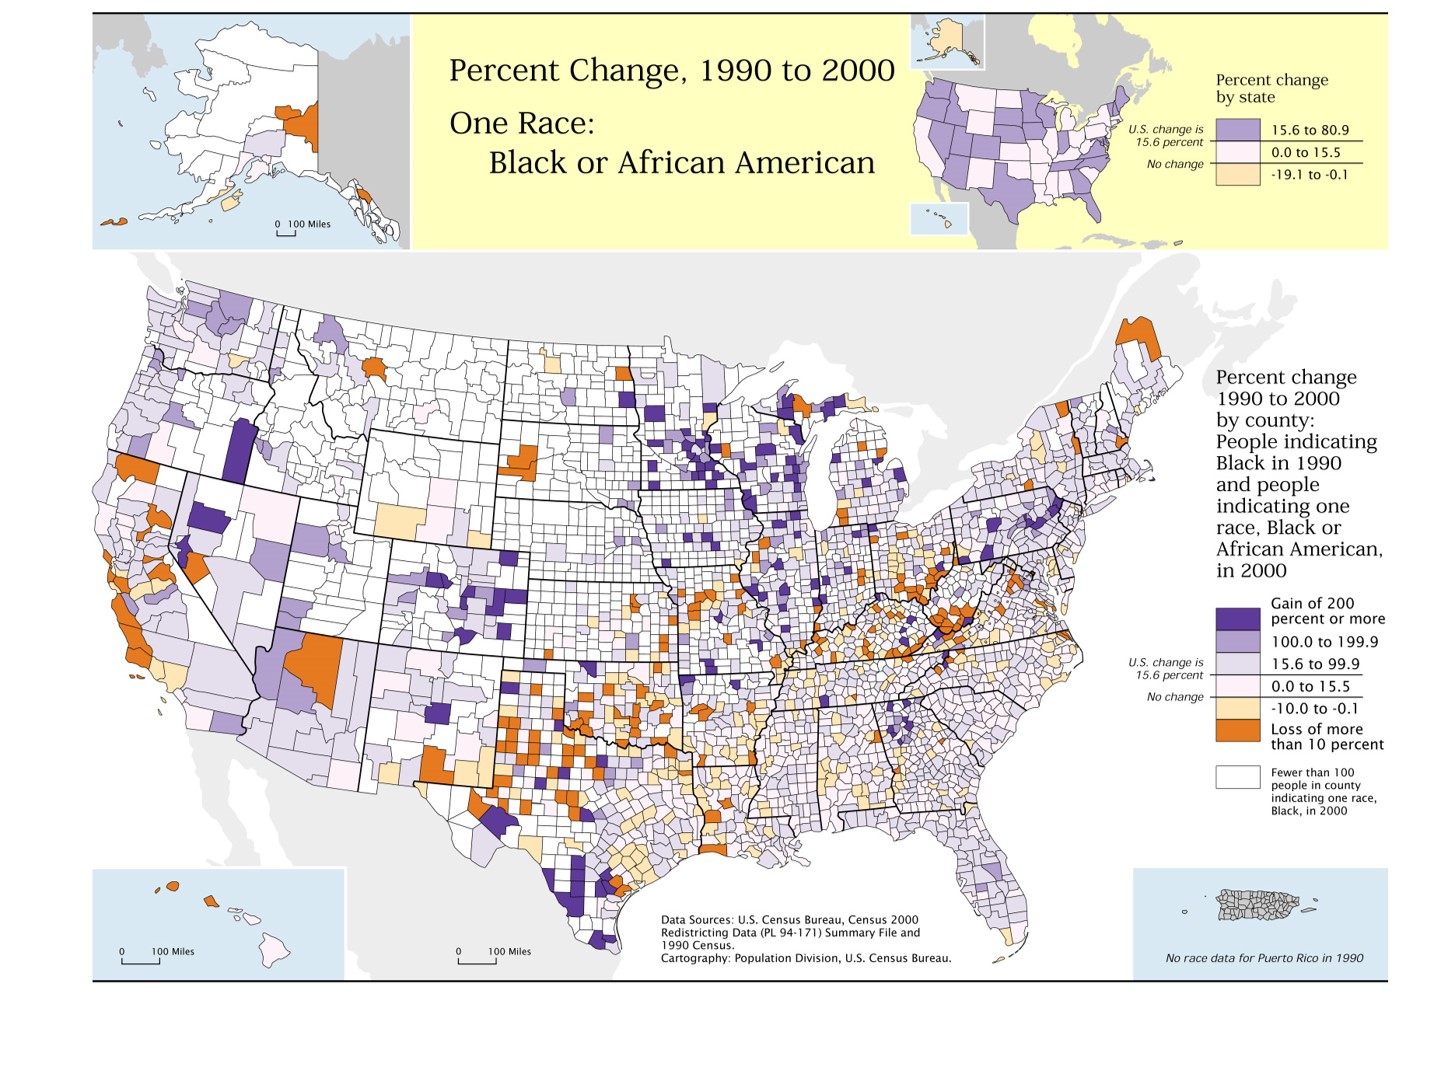 Percent Change, 1990 to 2000
One Race:
Black or African American
0 100 Miles
Percent change
by state
U.S. change is
15.6 percent
No change
15.6 to 80.9
0.0 to 15.5
-19.1 to -0.1
Percent change
1990 to 2000
by county:
People indicating
Black in 1990
and people
indicating one
race, Black or
African American,
in 2000
Gain of 200
percent or more
100.0 to 199.9
U.S. change is
15.6 percent
15.6 to 99.9
0.0 to 15.5
No change
-10.0 to -0.1
Loss of more
than 10 percent
Fewer than 100
people in county
indicating one race,
Black, in 2000
0 100 Miles
0 100 Miles
Data Sources: U.S. Census Bureau, Census 2000
Redistricting Data (PL 94-171) Summary File and
1990 Census.
Cartography: Population Division, U.S. Census Bureau.
No race data for Puerto Rico in 1990